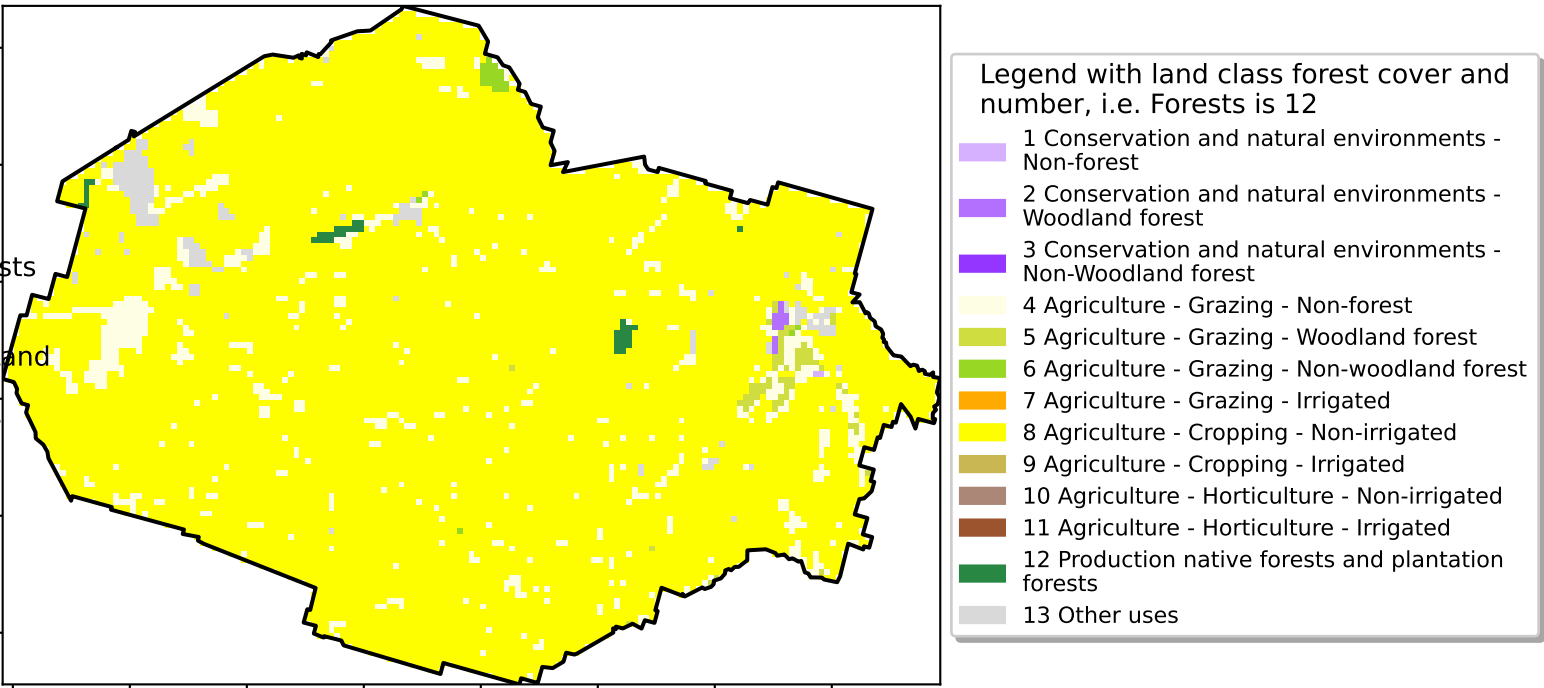 sts
and
Legend with land class forest cover and
number, i.e. Forests is 12
1 Conservation and natural environments -
Non-forest
2 Conservation and natural environments -
Woodland forest
3 Conservation and natural environments -
Non-Woodland forest
4 Agriculture - Grazing - Non-forest
5 Agriculture - Grazing - Woodland forest
6 Agriculture - Grazing - Non-woodland forest
7 Agriculture - Grazing - Irrigated
8 Agriculture - Cropping - Non-irrigated
9 Agriculture - Cropping - Irrigated
10 Agriculture - Horticulture - Non-irrigated
11 Agriculture - Horticulture - Irrigated
12 Production native forests and plantation
forests
13 Other uses